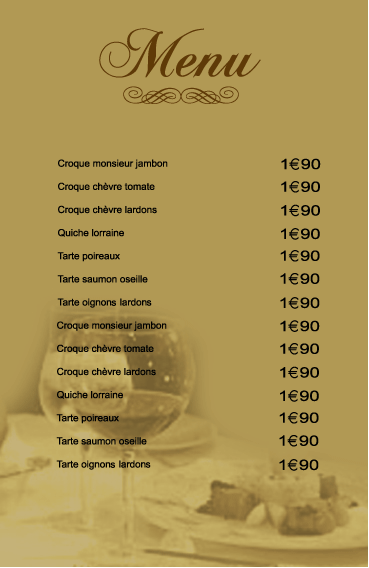 Menu
Croque monsieur jambon 1€90
Croque chèvre tomate 1€90
Croque chèvre lardons 1€90
Quiche lorraine 1€90
Tarte poireaux 1€90
Tarte saumon oseille 1€90
Tarte oignons lardons 1€90
Croque monsieur jambon 1€90
Croque chèvre tomate 1€90
Croque chèvre lardons 1€90
Quiche lorraine 1€90
Tarte poireaux 1€90
Tarte saumon oseille 1€90
Tarte oignons lardons 1€90